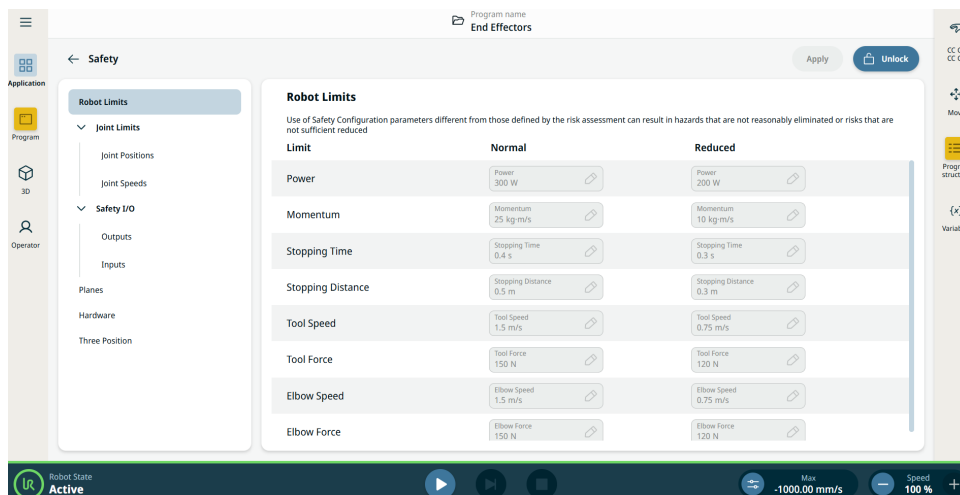 Program name
End Effectors
Safety
Apply
Unlock
Application
Program
3D
Operator
Robot Limits
Joint Limits
Joint Positions
Joint Speeds
Safety I/O
Outputs
Inputs
Planes
Hardware
Three Position
Robot Limits
Use of Safety Configuration parameters different from those defined by the risk assessment can result in hazards that are not reasonably eliminated or risks that are
not sufficient reduced
Limit Normal Reduced
Power
Power
300 W
Power
200 W
Momentum
Momentum
25 kg·m/s
Momentum
10 kg·m/s
Stopping Time
Stopping Time
0.4 s
Stopping Time
0.3 s
Stopping Distance
Stopping Distance
0.5 m
Stopping Distance
0.3 m
Tool Speed
Tool Speed
1.5 m/s
Tool Speed
0.75 m/s
Tool Force
Tool Force
150 N
Tool Force
120 N
Elbow Speed
Elbow Speed
1.5 m/s
Elbow Speed
0.75 m/s
Elbow Force
Elbow Force
150 N
Elbow Force
120 N
Robot State
Active
Max
-1000.00 mm/s
Speed
100 %